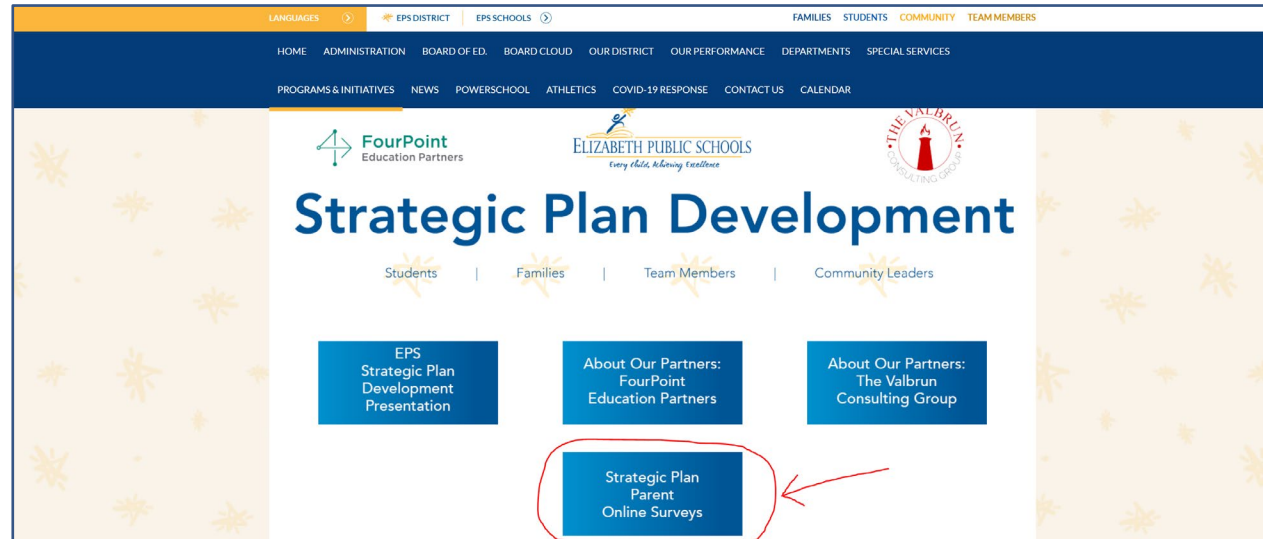 LANGUAGES EPS DISTRICT EPS SCHOOLS FAMILIES STUDENTS COMMUNITY TEAM MEMBERS
HOME ADMINISTRATION BOARD OF ED. BOARD CLOUD OUR DISTRICT OUR PERFORMANCE DEPARTMENTS SPECIAL SERVICES
PROGRAMS & INITIATIVES NEWS POWERSCHOOL ATHLETICS COVID-19 RESPONSE CONTACT US CALENDAR
FourPoint
Education Partners
ELIZABETH PUBLIC SCHOOLS
Every Child, Achieving Excellence
THE VALBRUN
CONSULTING GROUP
Strategic Plan Development
Students | Families | Team Members | Community Leaders
EPS
Strategic Plan
Development
Presentation
About Our Partners:
FourPoint
Education Partners
About Our Partners:
The Valbrun
Consulting Group
Strategic Plan
Parent
Online Surveys